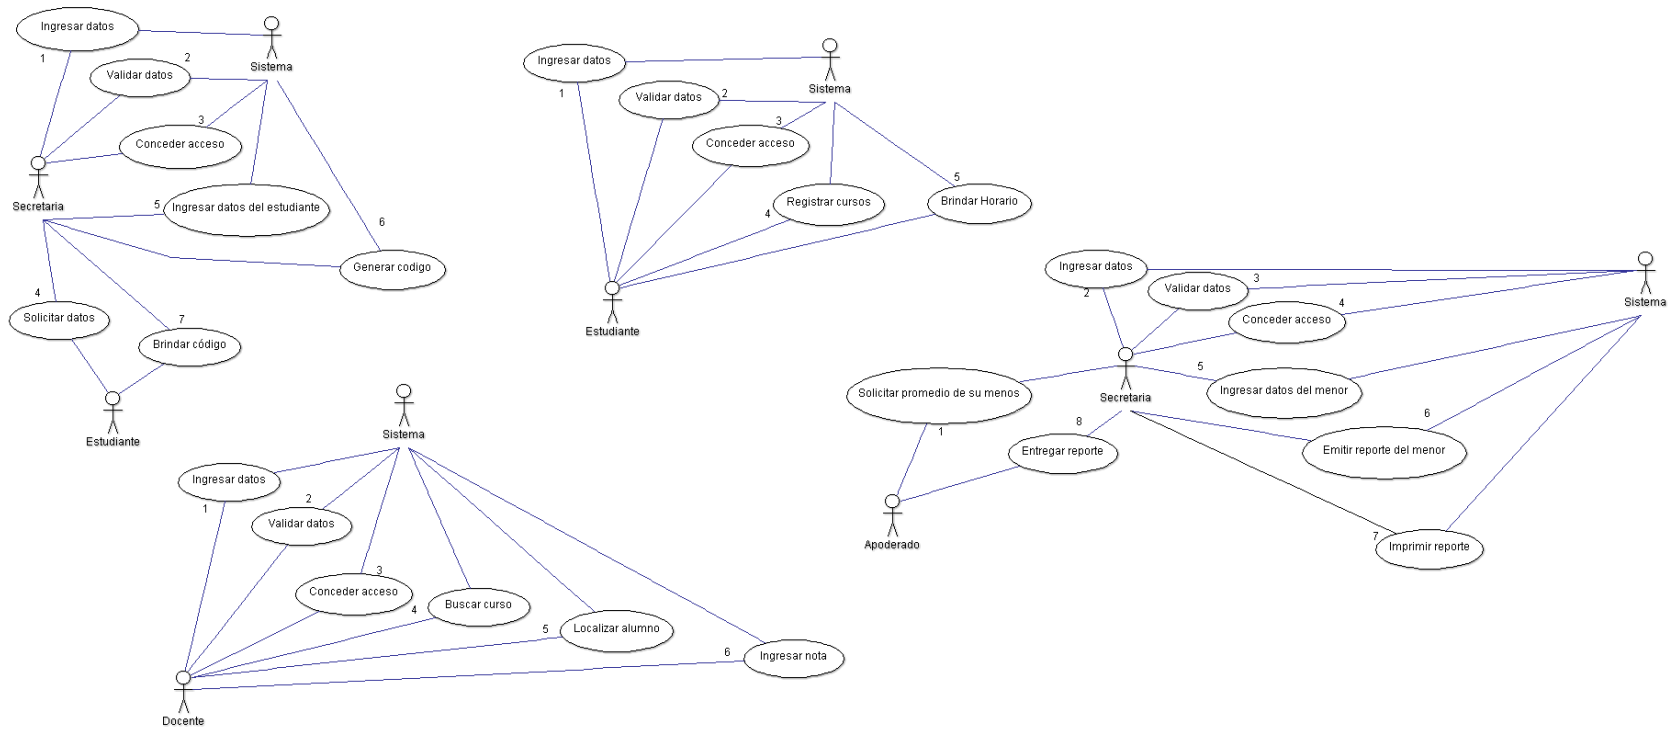 Ingresar datos
Sistema
1
2
Validar datos
3
Conceder acceso
Secretaria
5
Ingresar datos del estudiante
6
Generar codigo
4
Solicitar datos
7
Brindar código
Estudiante
Ingresar datos
Sistema
1
Validar datos
2
3
Conceder acceso
4
Registrar cursos
5
Brindar Horario
Estudiante
Sistema
Ingresar datos
1
2
Validar datos
3
Conceder acceso
4
Buscar curso
5
Localizar alumno
6
Ingresar nota
Docente
Ingresar datos
2
Validar datos
3
Sistema
4
Conceder acceso
5
Ingresar datos del menor
Secretaria
Solicitar promedio de su menos
1
8
Entregar reporte
6
Emitir reporte del menor
Apoderado
7
Imprimir reporte